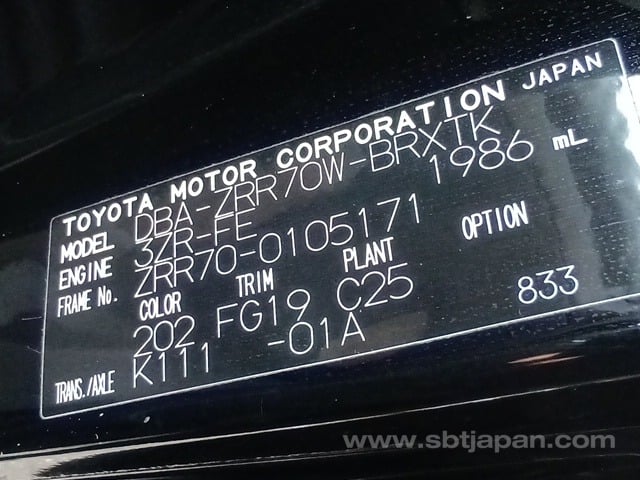 TOYOTA MOTOR CORPORATION JAPAN
MODEL DBA-ZRR70W-BRXTK
ENGINE 3ZR-FE 1986 mL
FRAME No. ZRR70-0105171
COLOR TRIM PLANT OPTION
202 FG19 C25 833
TRANS./AXLE K111 -01A
www.sbtjapan.com